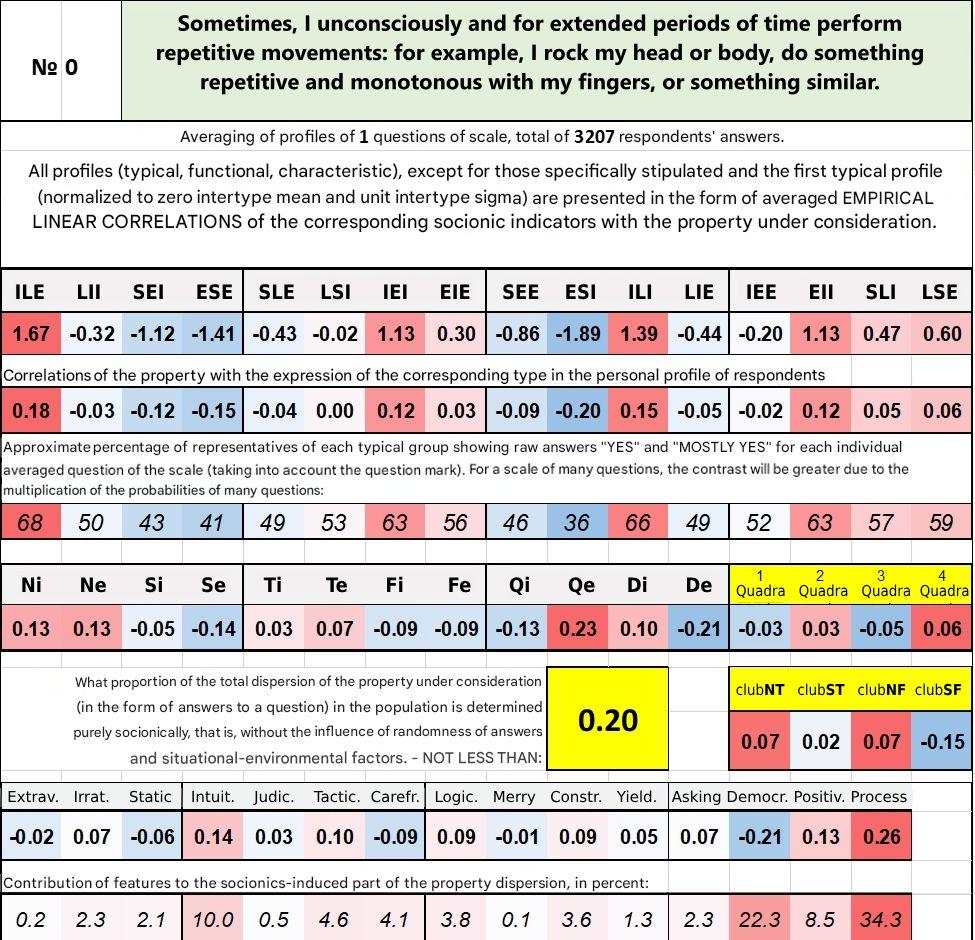 № 0
Sometimes, I unconsciously and for extended periods of time perform
repetitive movements: for example, I rock my head or body, do something
repetitive and monotonous with my fingers, or something similar.
Averaging of profiles of 1 questions of scale, total of 3207 respondents' answers.
All profiles (typical, functional, characteristic), except for those specifically stipulated and the first typical profile
(normalized to zero intertype mean and unit intertype sigma) are presented in the form of averaged EMPIRICAL
LINEAR CORRELATIONS of the corresponding socionic indicators with the property under consideration.
ILE LII SEI ESE SLE LSI IEI EIE SEE ESI ILI LIE IEE EII SLI LSE
1.67 -0.32 -1.12 -1.41 -0.43 -0.02 1.13 0.30 -0.86 -1.89 1.39 -0.44 -0.20 1.13 0.47 0.60
Correlations of the property with the expression of the corresponding type in the personal profile of respondents
0.18 -0.03 -0.12 -0.15 -0.04 0.00 0.12 0.03 -0.09 -0.20 0.15 -0.05 -0.02 0.12 0.05 0.06
Approximate percentage of representatives of each typical group showing raw answers "YES" and "MOSTLY YES" for each individual
averaged question of the scale (taking into account the question mark). For a scale of many questions, the contrast will be greater due to the
multiplication of the probabilities of many questions:
68 50 43 41 49 53 63 56 46 36 66 49 52 63 57 59
Ni Ne Si Se Ti Te Fi Fe Qi Qe Di De 1 Quadra 2 Quadra 3 Quadra 4 Quadra
0.13 0.13 -0.05 -0.14 0.03 0.07 -0.09 -0.09 -0.13 0.23 0.10 -0.21 -0.03 0.03 -0.05 0.06
What proportion of the total dispersion of the property under consideration
(in the form of answers to a question) in the population is determined
purely socionically, that is, without the influence of randomness of answers
and situational-environmental factors. - NOT LESS THAN:
0.20
clubNT clubST clubNF clubSF
0.07 0.02 0.07 -0.15
Extrav. Irrat. Static Intuit. Judic. Tactic. Carefr. Logic. Merry Constr. Yield. Asking Democr. Positiv. Process
-0.02 0.07 -0.06 0.14 0.03 0.10 -0.09 0.09 -0.01 0.09 0.05 0.07 -0.21 0.13 0.26
Contribution of features to the socionics-induced part of the property dispersion, in percent:
0.2 2.3 2.1 10.0 0.5 4.6 4.1 3.8 0.1 3.6 1.3 2.3 22.3 8.5 34.3